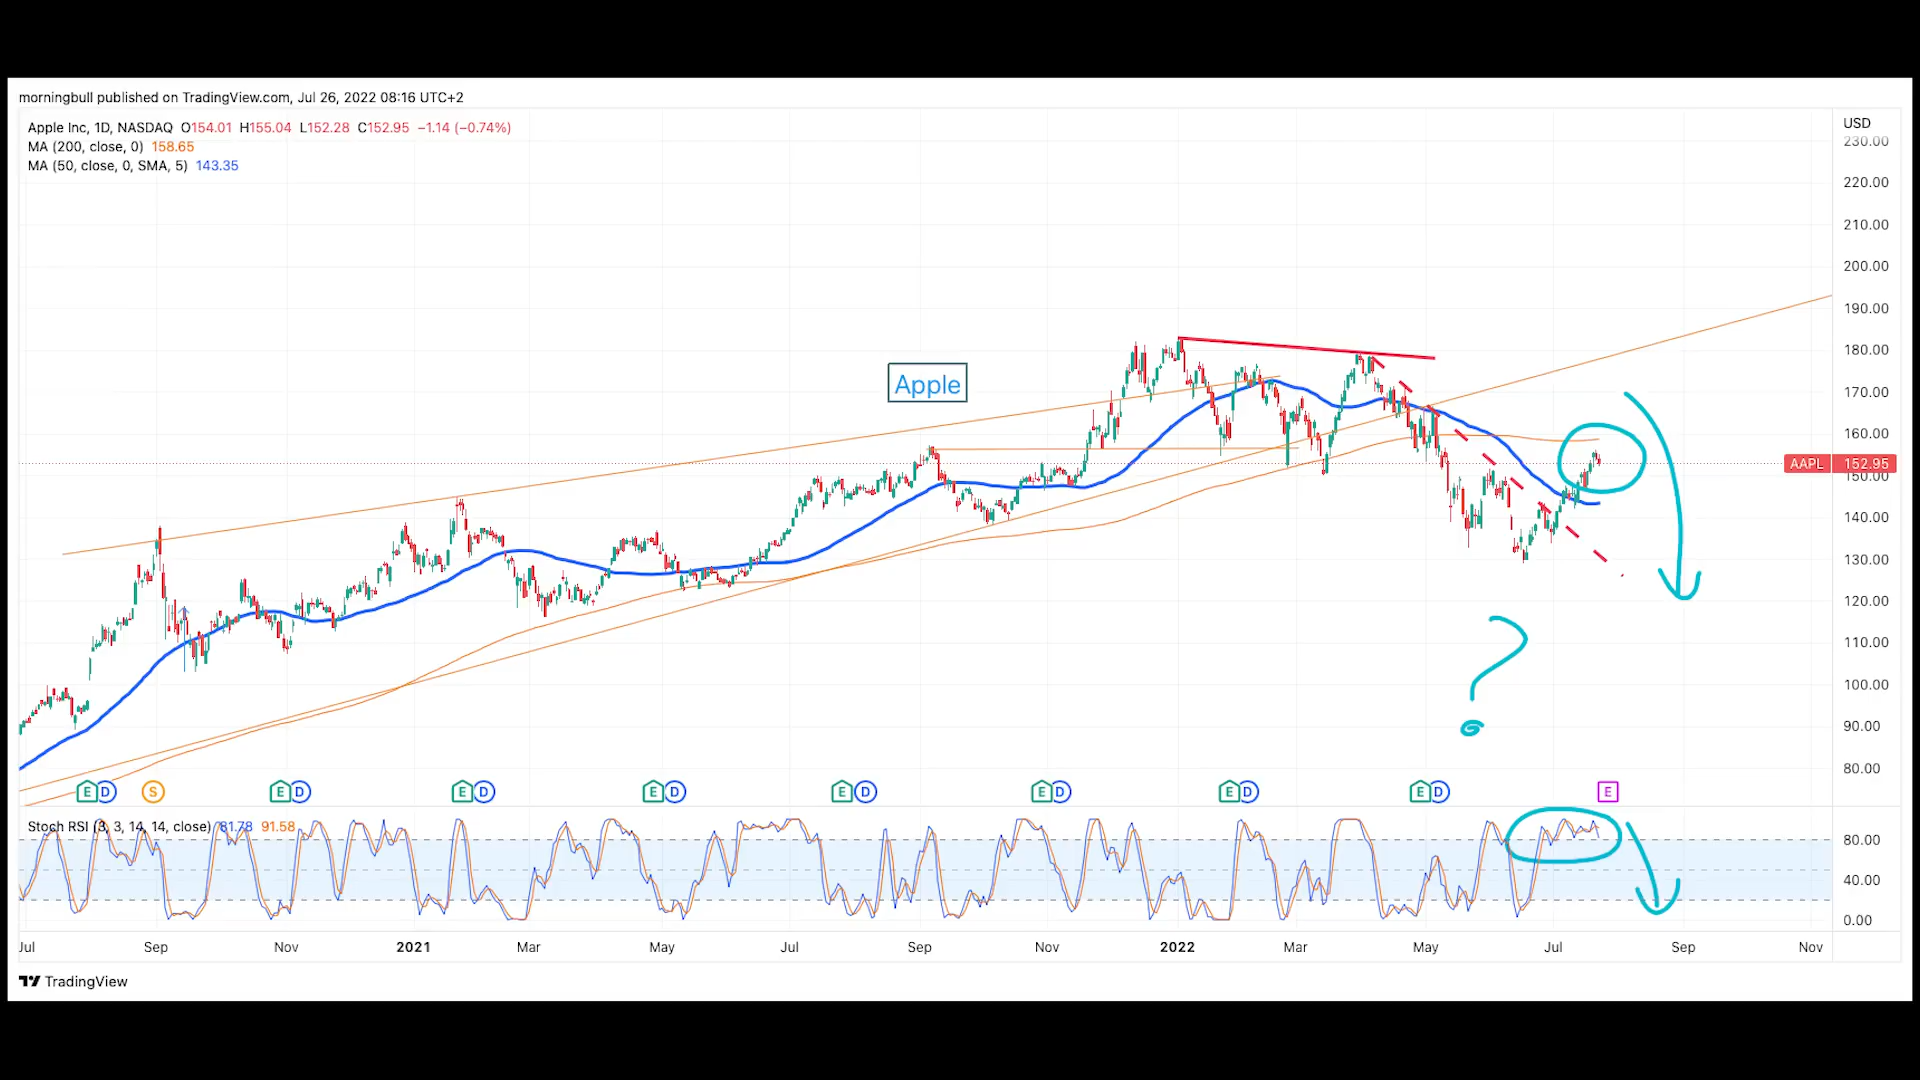 morningbull published on TradingView.com, Jul 26, 2022 08:16 UTC+2
Apple Inc, 1D, NASDAQ O154.01 H155.04 L152.28 C152.95 −1.14 (−0.74%)
MA (200, close, 0) 158.65
MA (50, close, 0, SMA, 5) 143.35
USD
230.00
220.00
210.00
200.00
190.00
180.00
170.00
160.00
AAPL 152.95
150.00
140.00
130.00
120.00
110.00
100.00
90.00
80.00
Apple
?
E D S E D E D E D E D E D E D E D E
Stoch RSI (3, 3, 14, 14, close) 81.78 91.58
80.00
40.00
0.00
Jul Sep Nov 2021 Mar May Jul Sep Nov 2022 Mar May Jul Sep Nov
TradingView